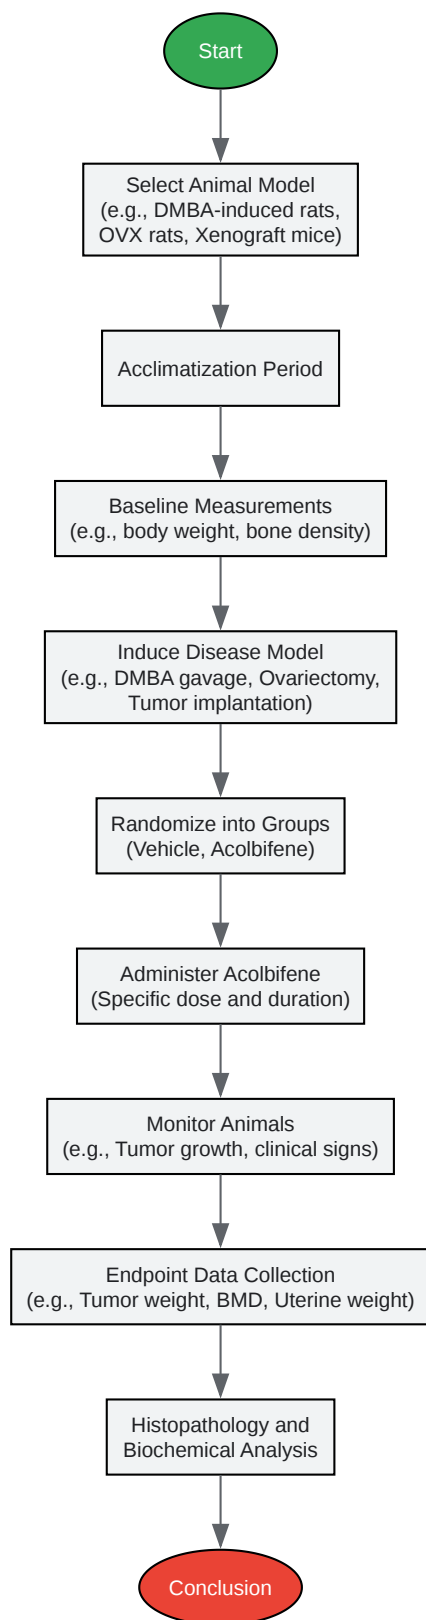 Start
Select Animal Model
(e.g., DMBA-induced rats,
OVX rats, Xenograft mice)
Acclimatization Period
Baseline Measurements
(e.g., body weight, bone density)
Induce Disease Model
(e.g., DMBA gavage, Ovariectomy,
Tumor implantation)
Randomize into Groups
(Vehicle, Acolbifene)
Administer Acolbifene
(Specific dose and duration)
Monitor Animals
(e.g., Tumor growth, clinical signs)
Endpoint Data Collection
(e.g., Tumor weight, BMD, Uterine weight)
Histopathology and
Biochemical Analysis
Conclusion